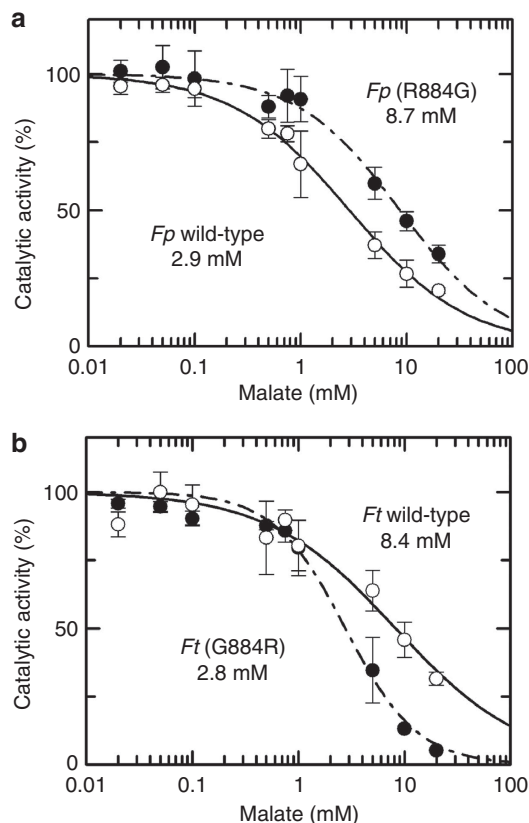 a
100
50
0
Catalytic activity (%)
Fp (R884G)
8.7 mM
Fp wild-type
2.9 mM
0.01 0.1 1 10 100
Malate (mM)
b
100
50
0
Catalytic activity (%)
Ft wild-type
8.4 mM
Ft (G884R)
2.8 mM
0.01 0.1 1 10 100
Malate (mM)